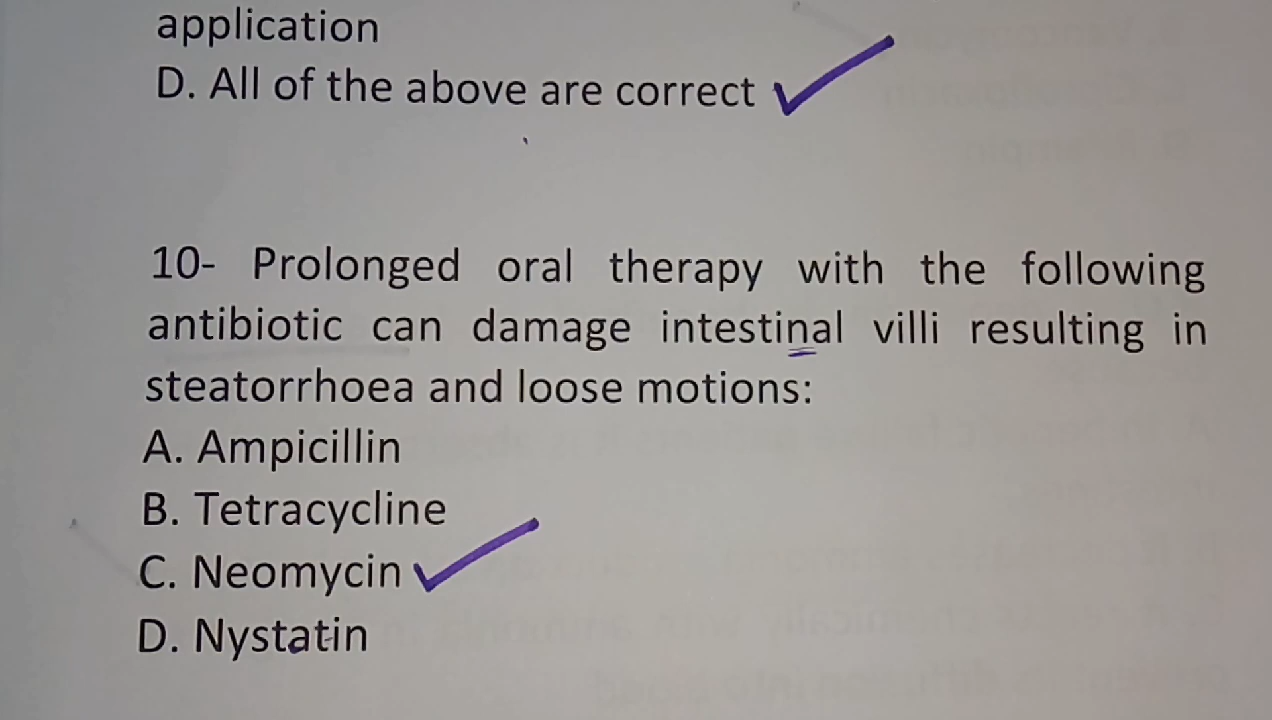 application
D. All of the above are correct
10- Prolonged oral therapy with the following
antibiotic can damage intestinal villi resulting in
steatorrhoea and loose motions:
A. Ampicillin
B. Tetracycline
C. Neomycin
D. Nystatin